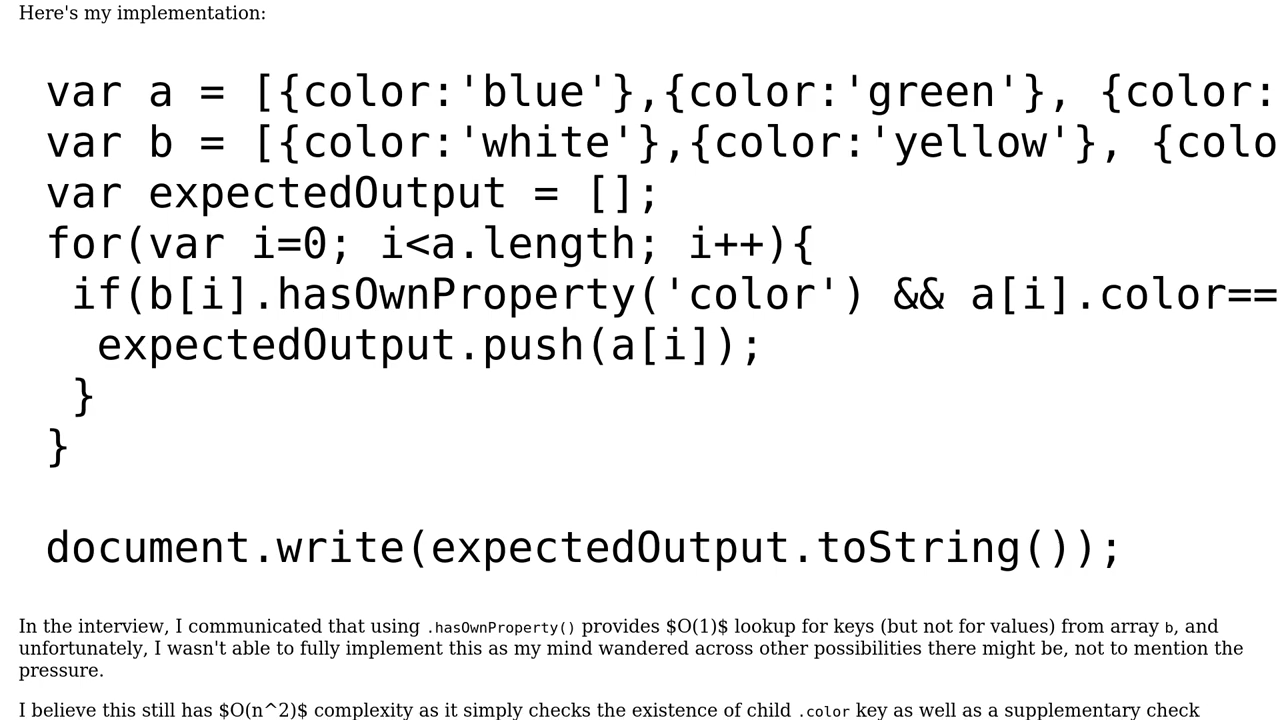 Here's my implementation:
var a = [{color:'blue'},{color:'green'}, {color:
var b = [{color:'white'},{color:'yellow'}, {colo
var expectedOutput = [];
for(var i=0; i<a.length; i++){
 if(b[i].hasOwnProperty('color') && a[i].color==
  expectedOutput.push(a[i]);
 }
}
document.write(expectedOutput.toString());
In the interview, I communicated that using .hasOwnProperty() provides $O(1)$ lookup for keys (but not for values) from array b, and
unfortunately, I wasn't able to fully implement this as my mind wandered across other possibilities there might be, not to mention the
pressure.
I believe this still has $O(n^2)$ complexity as it simply checks the existence of child .color key as well as a supplementary check